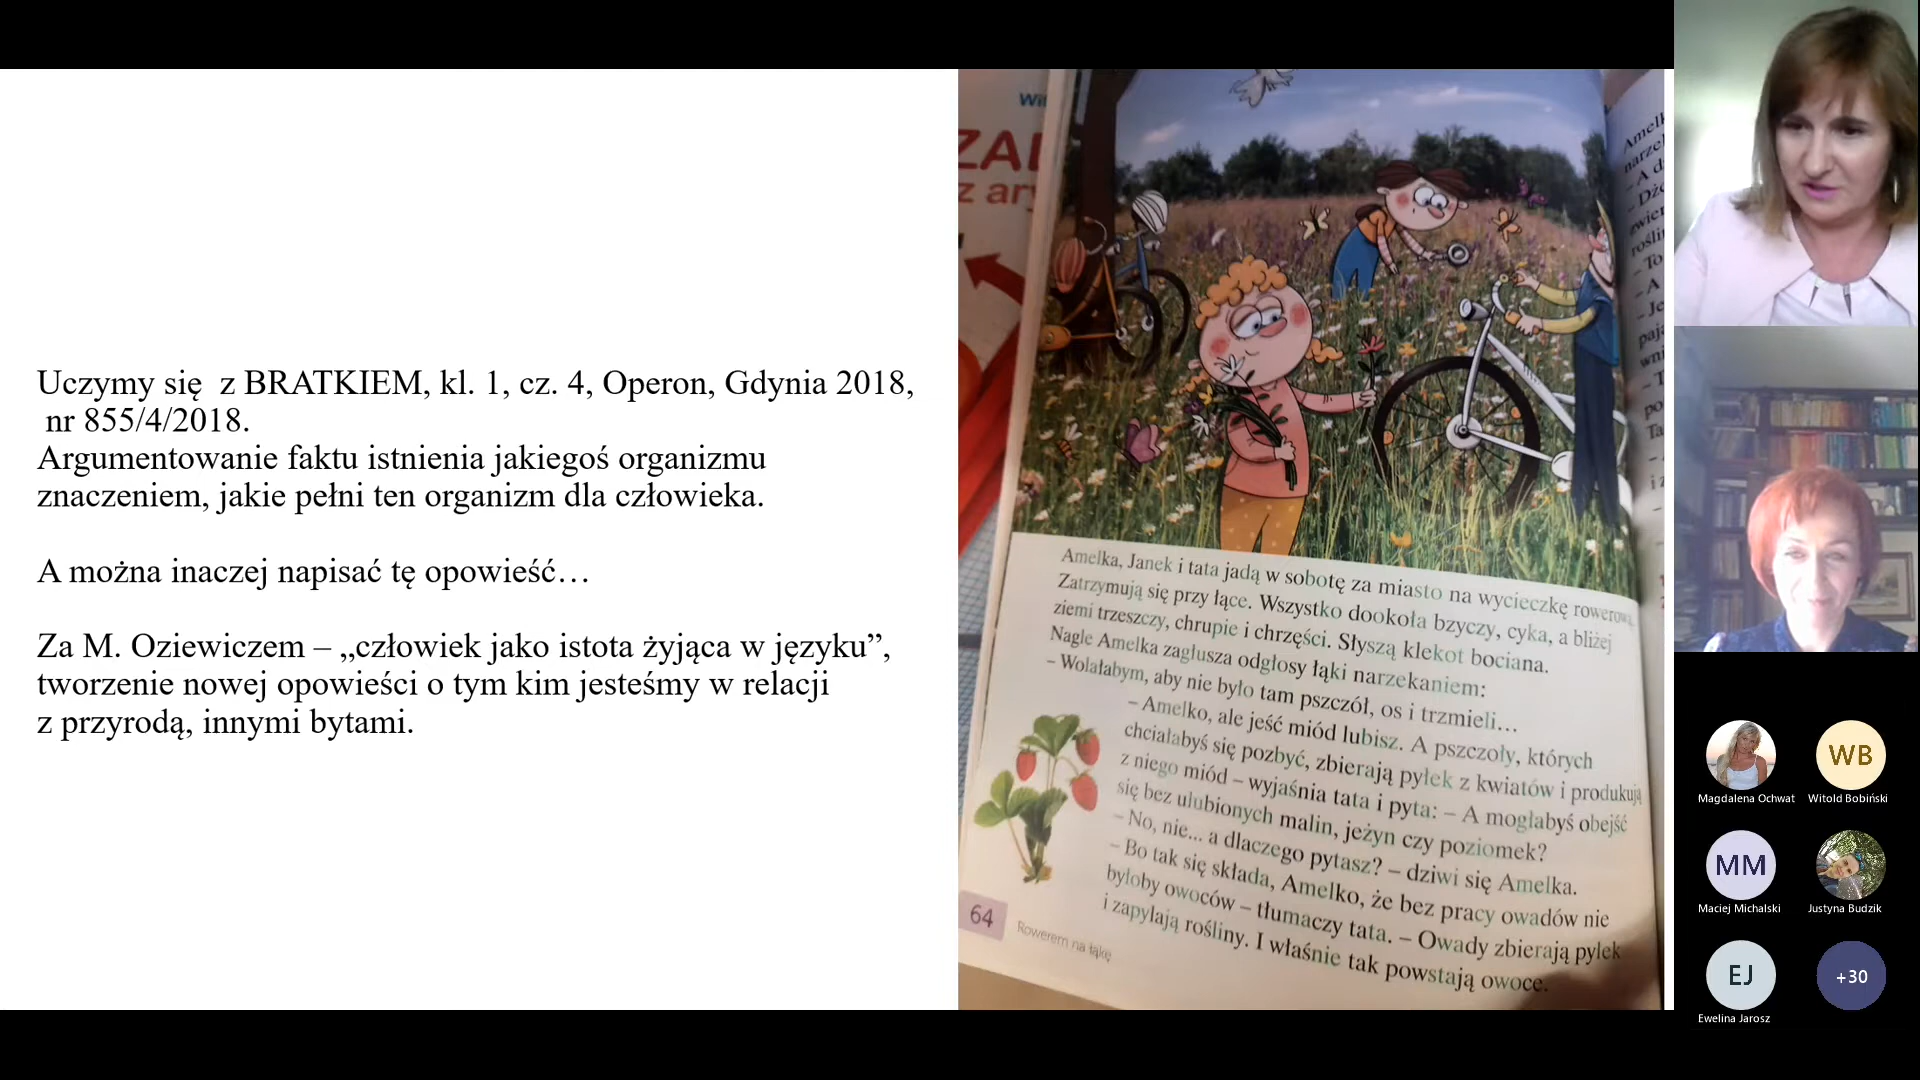 Uczymy się z BRATKIEM, kl. 1, cz. 4, Operon, Gdynia 2018,
nr 855/4/2018.
Argumentowanie faktu istnienia jakiegoś organizmu
znaczeniem, jakie pełni ten organizm dla człowieka.
A można inaczej napisać tę opowieść…
Za M. Oziewiczem – „człowiek jako istota żyjąca w języku”,
tworzenie nowej opowieści o tym kim jesteśmy w relacji
z przyrodą, innymi bytami.
Amelka, Janek i tata jadą w sobotę za miasto na wycieczkę rowerową.
Zatrzymują się przy łące. Wszystko dookoła bzyczy, cyka, a bliżej
ziemi trzeszczy, chrupie i chrzęści. Słyszą klekot bociana.
Nagle Amelka zagłusza odgłosy łąki narzekaniem:
– Wolałabym, aby nie było tam pszczół, os i trzmieli…
– Amelko, ale jeść miód lubisz. A pszczoły, których
chciałabyś się pozbyć, zbierają pyłek z kwiatów i produkują
z niego miód – wyjaśnia tata i pyta: – A mogłabyś obejść
się bez ulubionych malin, jeżyn czy poziomek?
– No, nie... a dlaczego pytasz? – dziwi się Amelka.
– Bo tak się składa, Amelko, że bez pracy owadów nie
byłoby owoców – tłumaczy tata. – Owady zbierają pyłek
i zapylają rośliny. I właśnie tak powstają owoce.
64
Rowerem na łąkę
WB
Magdalena Ochwat
Witold Bobiński
MM
Maciej Michalski
Justyna Budzik
EJ
+30
Ewelina Jarosz